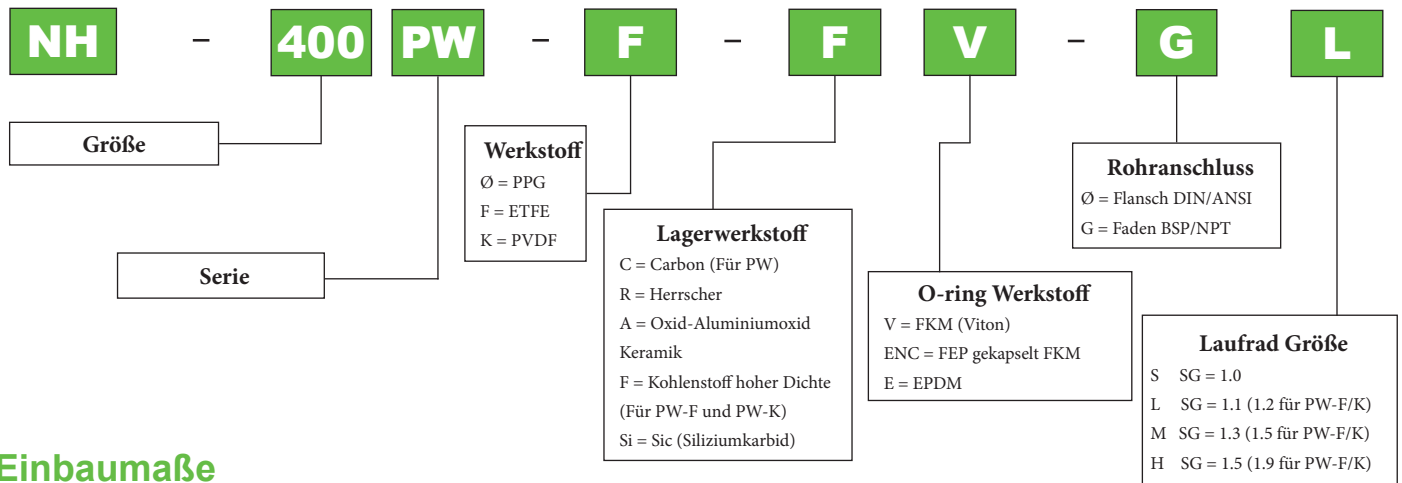 NH - 400 PW - F - F V - G L
Größe
Serie
Werkstoff
Ø = PPG
F = ETFE
K = PVDF
Lagerwerkstoff
C = Carbon (Für PW)
R = Herrscher
A = Oxid-Aluminiumoxid
Keramik
F = Kohlenstoff hoher Dichte
(Für PW-F und PW-K)
Si = Sic (Siliziumkarbid)
O-ring Werkstoff
V = FKM (Viton)
ENC = FEP gekapselt FKM
E = EPDM
Rohranschluss
Ø = Flansch DIN/ANSI
G = Faden BSP/NPT
Laufrad Größe
S SG = 1.0
L SG = 1.1 (1.2 für PW-F/K)
M SG = 1.3 (1.5 für PW-F/K)
H SG = 1.5 (1.9 für PW-F/K)
Einbaumaße